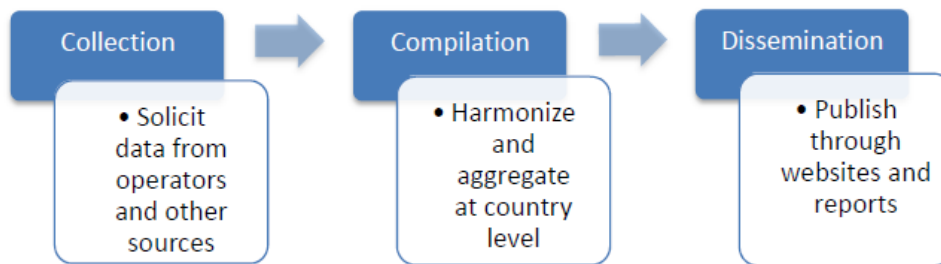 Collection
• Solicit
data from
operators
and other
sources
Compilation
• Harmonize
and
aggregate
at country
level
Dissemination
• Publish
through
websites and
reports